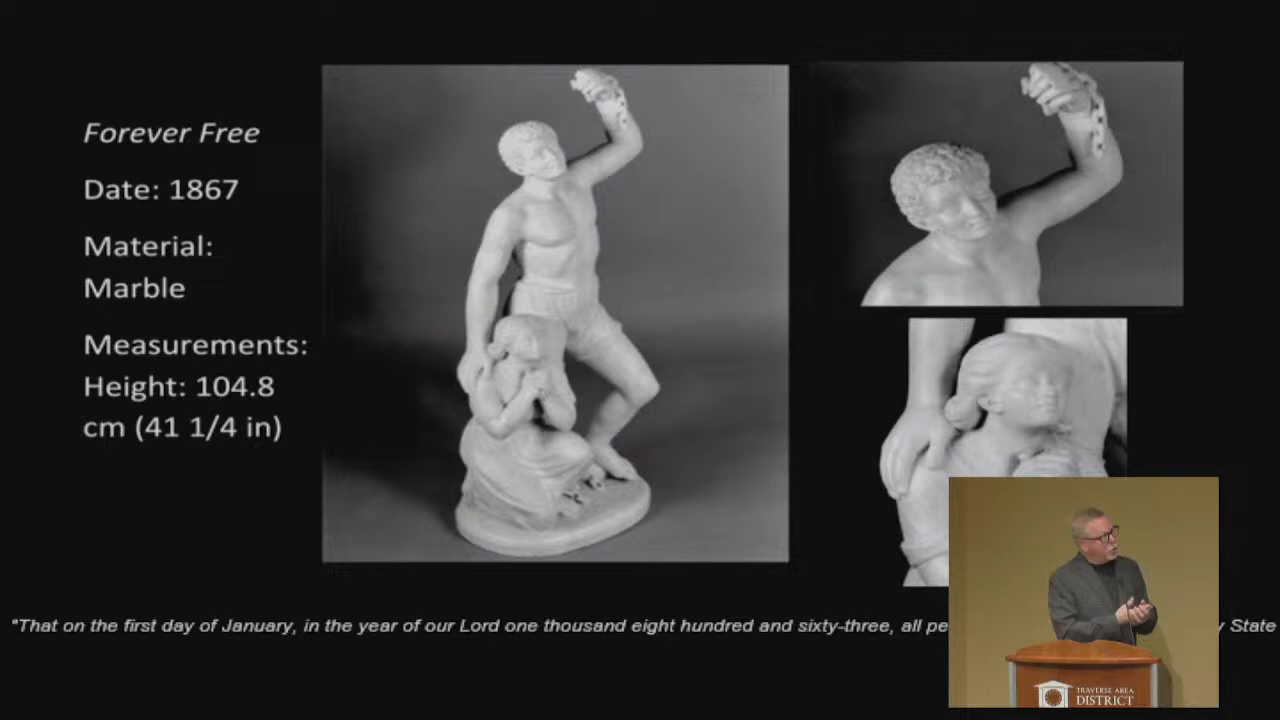 Forever Free
Date: 1867
Material:
Marble
Measurements:
Height: 104.8
cm (41 1/4 in)
"That on the first day of January, in the year of our Lord one thousand eight hundred and sixty-three, all pe
y State
TRAVERSE AREA
DISTRICT